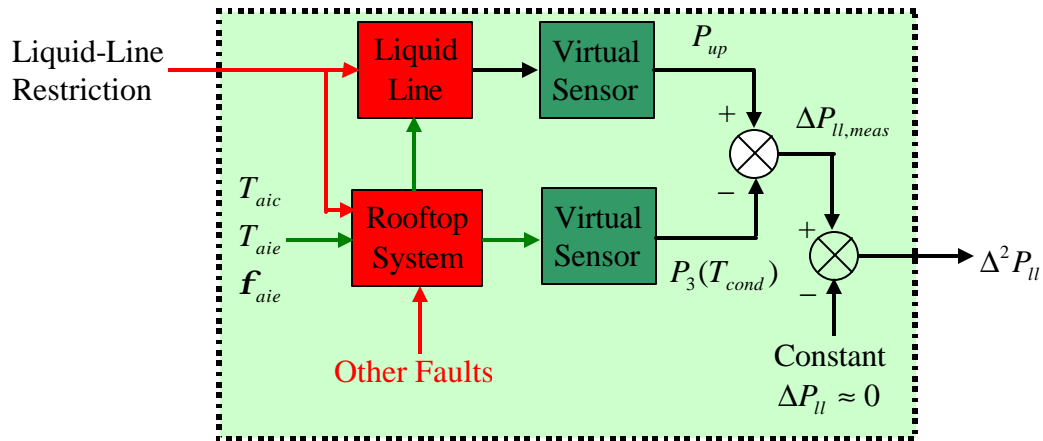 Liquid-Line
Restriction
Liquid
Line
Virtual
Sensor
P_up
+
−
ΔP_ll,meas
T_aic
T_aie
f_aie
Rooftop
System
Virtual
Sensor
P_3(T_cond)
+
−
Δ²P_ll
Other Faults
Constant
ΔP_ll ≈ 0